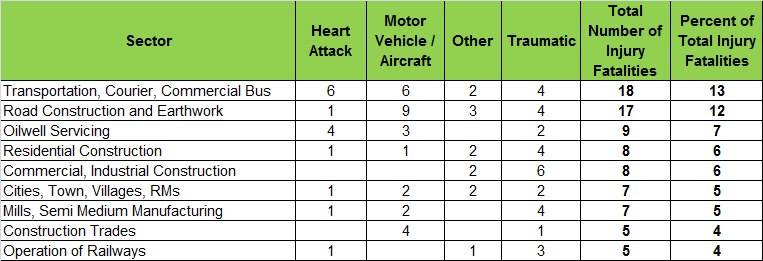 Sector Heart Attack Motor Vehicle / Aircraft Other Traumatic Total Number of Injury Fatalities Percent of Total Injury Fatalities
Transportation, Courier, Commercial Bus 6 6 2 4 18 13
Road Construction and Earthwork 1 9 3 4 17 12
Oilwell Servicing 4 3 2 9 7
Residential Construction 1 1 2 4 8 6
Commercial, Industrial Construction 2 6 8 6
Cities, Town, Villages, RMs 1 2 2 2 7 5
Mills, Semi Medium Manufacturing 1 2 4 7 5
Construction Trades 4 1 5 4
Operation of Railways 1 1 3 5 4